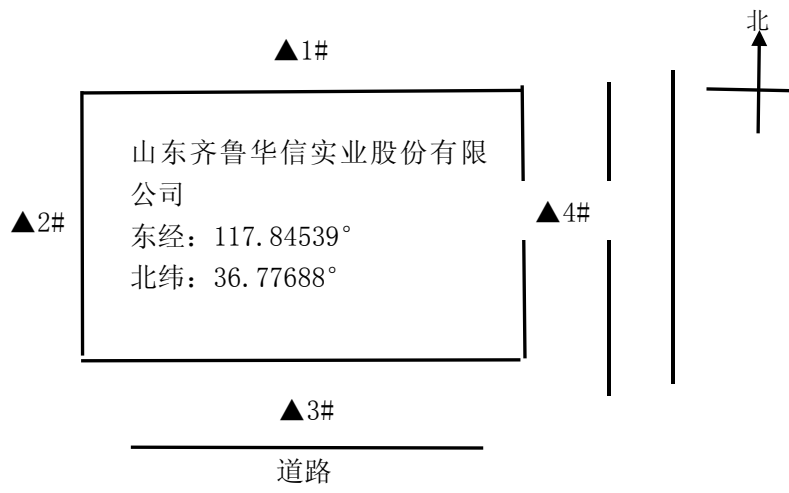 北
▲1#
山东齐鲁华信实业股份有限
公司
▲2#
▲4#
东经：117.84539°
北纬：36.77688°
▲3#
道路